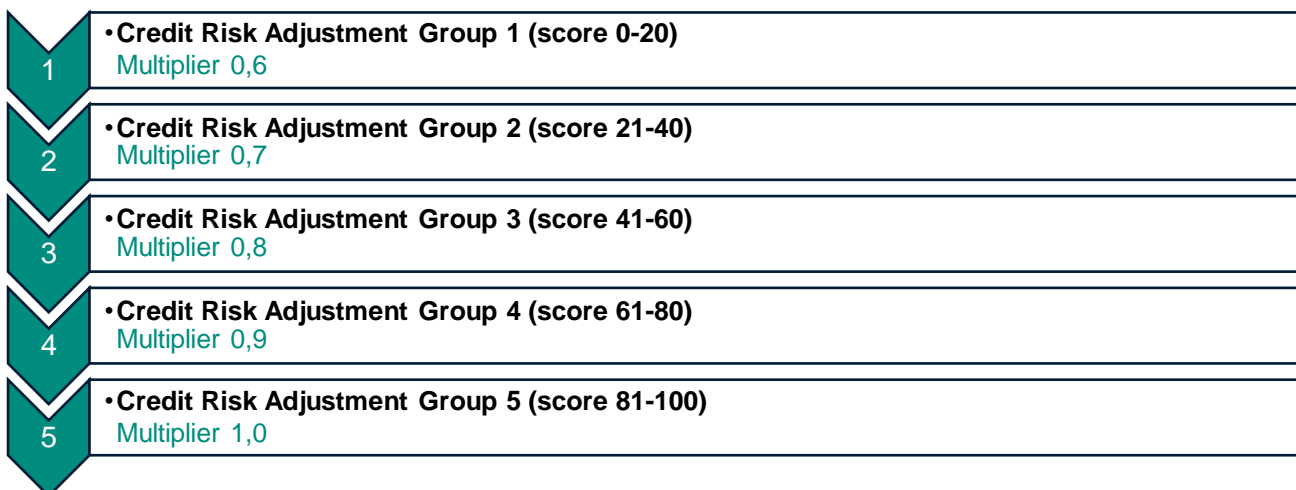 1
•Credit Risk Adjustment Group 1 (score 0-20)
Multiplier 0,6
2
•Credit Risk Adjustment Group 2 (score 21-40)
Multiplier 0,7
3
•Credit Risk Adjustment Group 3 (score 41-60)
Multiplier 0,8
4
•Credit Risk Adjustment Group 4 (score 61-80)
Multiplier 0,9
5
•Credit Risk Adjustment Group 5 (score 81-100)
Multiplier 1,0